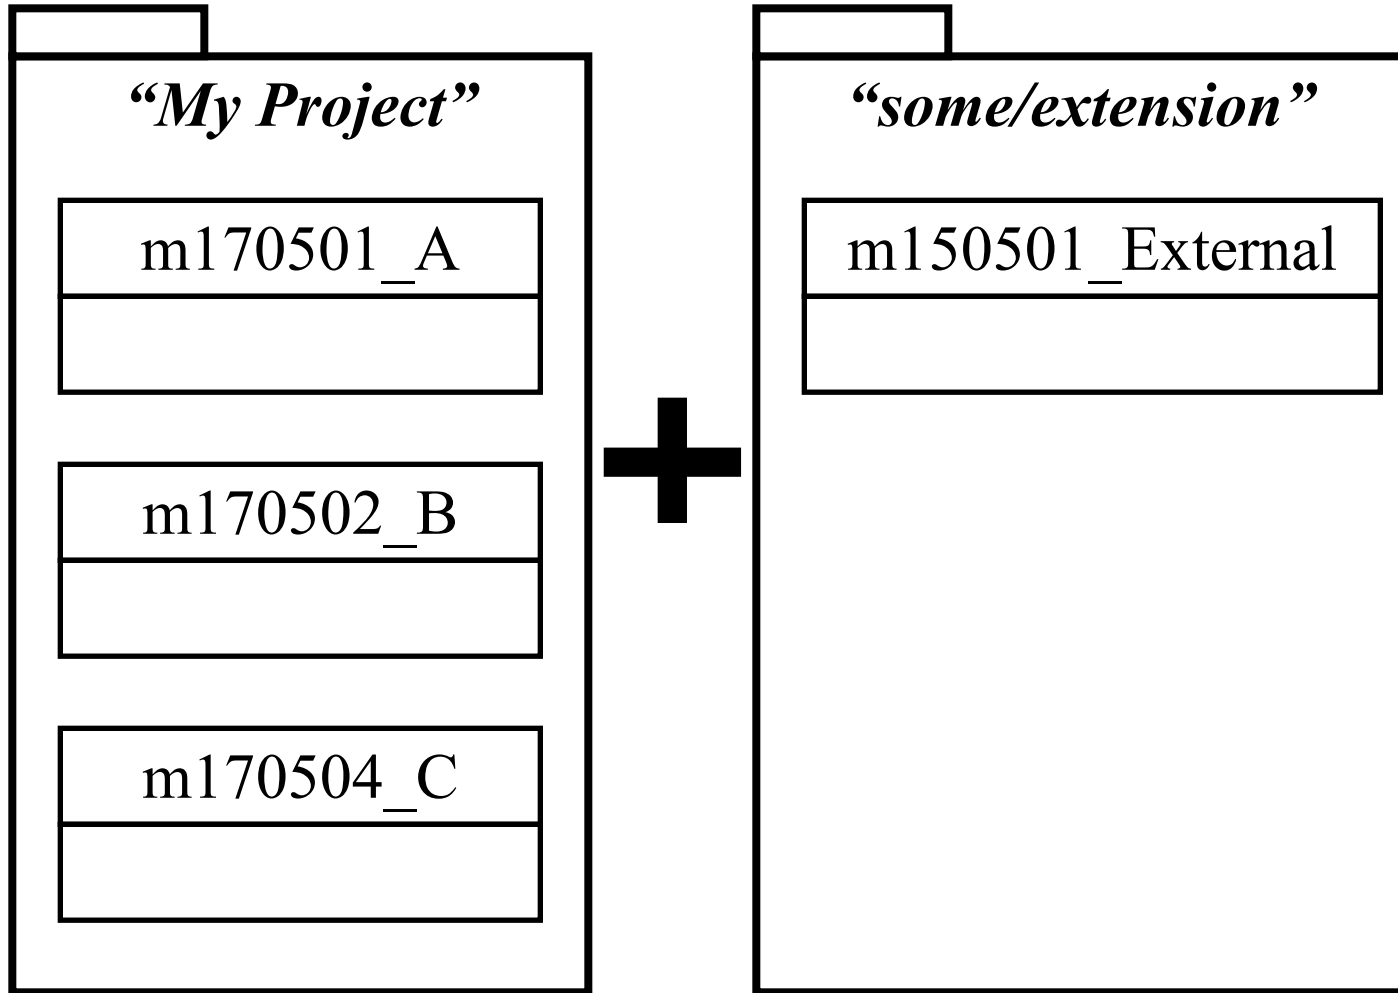 “My Project”
m170501_A
m170502_B
m170504_C
“some/extension”
m150501_External